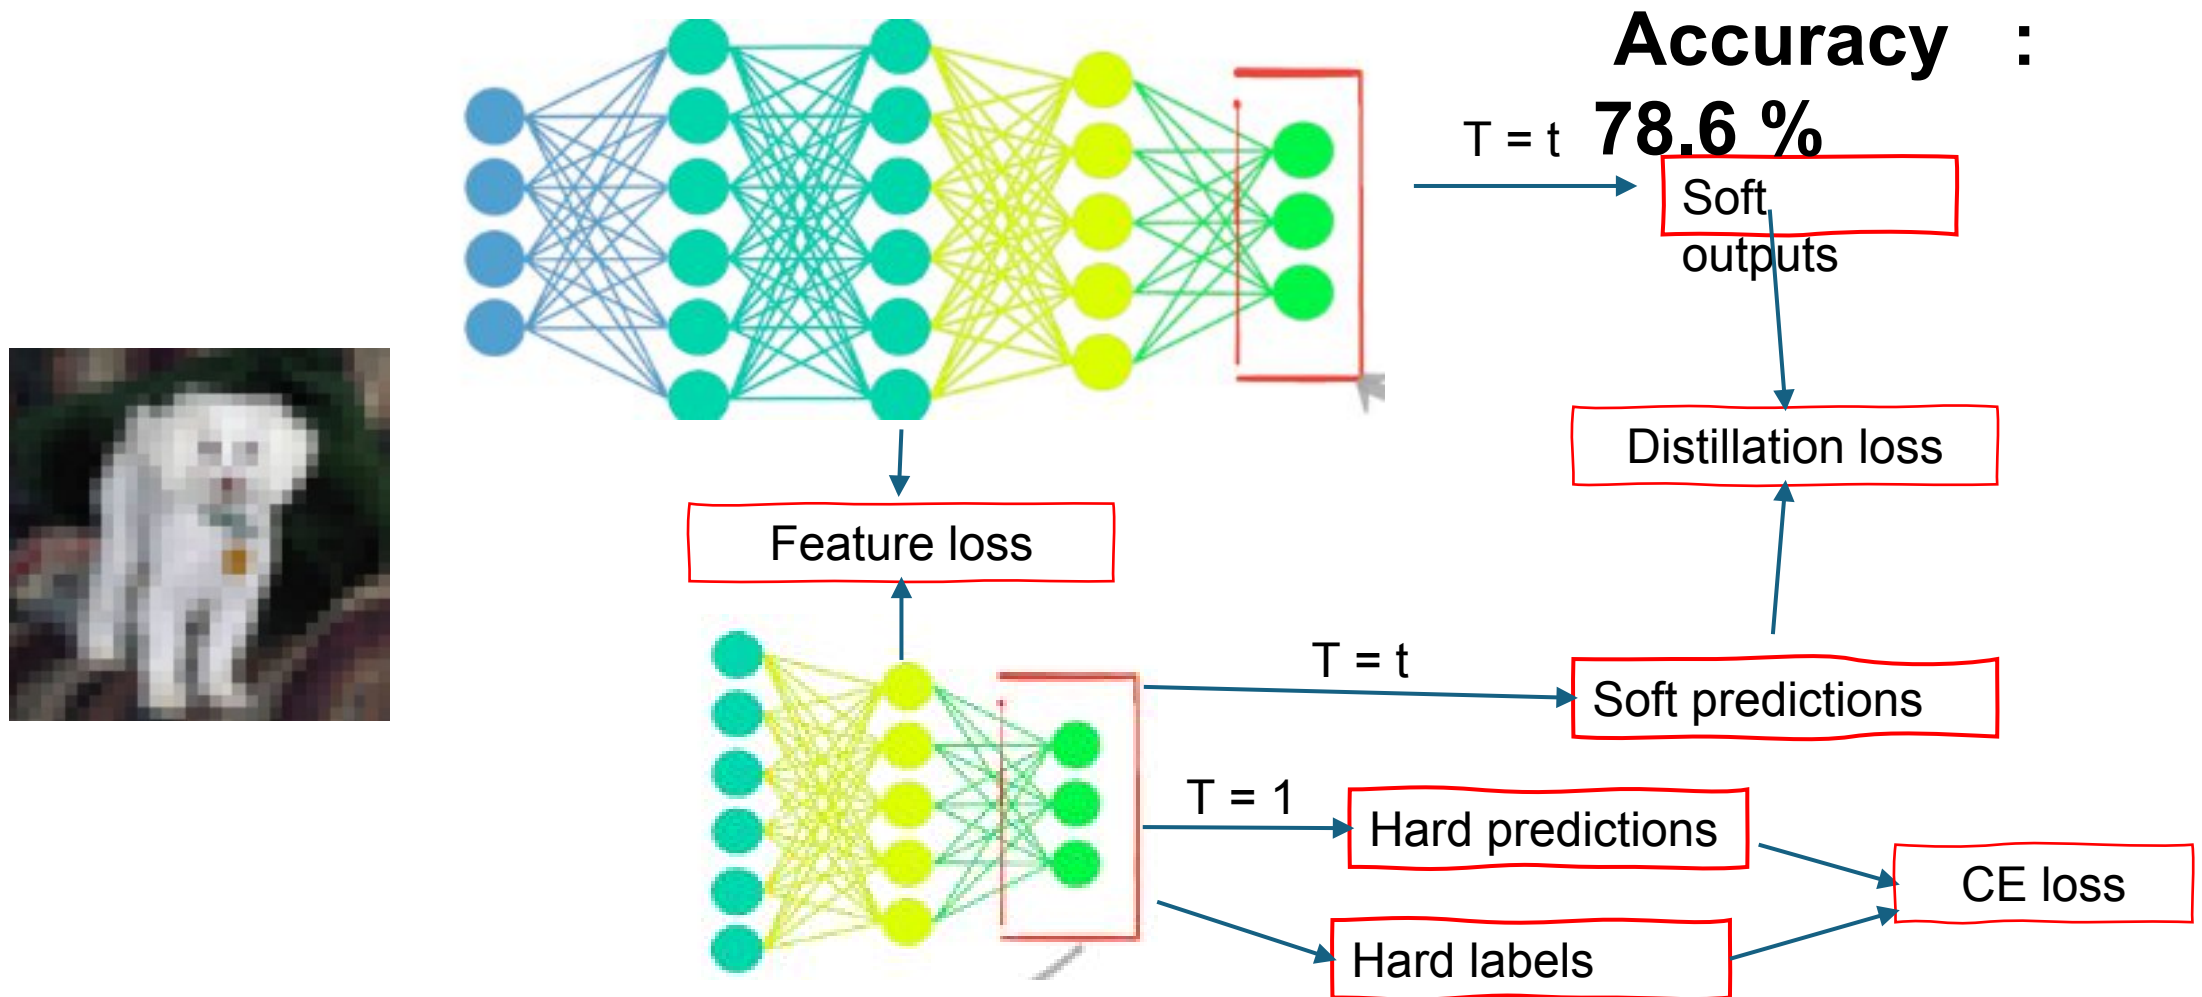 Accuracy :
78.6 %
T = t
Soft
outputs
Distillation loss
Feature loss
T = t
Soft predictions
T = 1
Hard predictions
CE loss
Hard labels